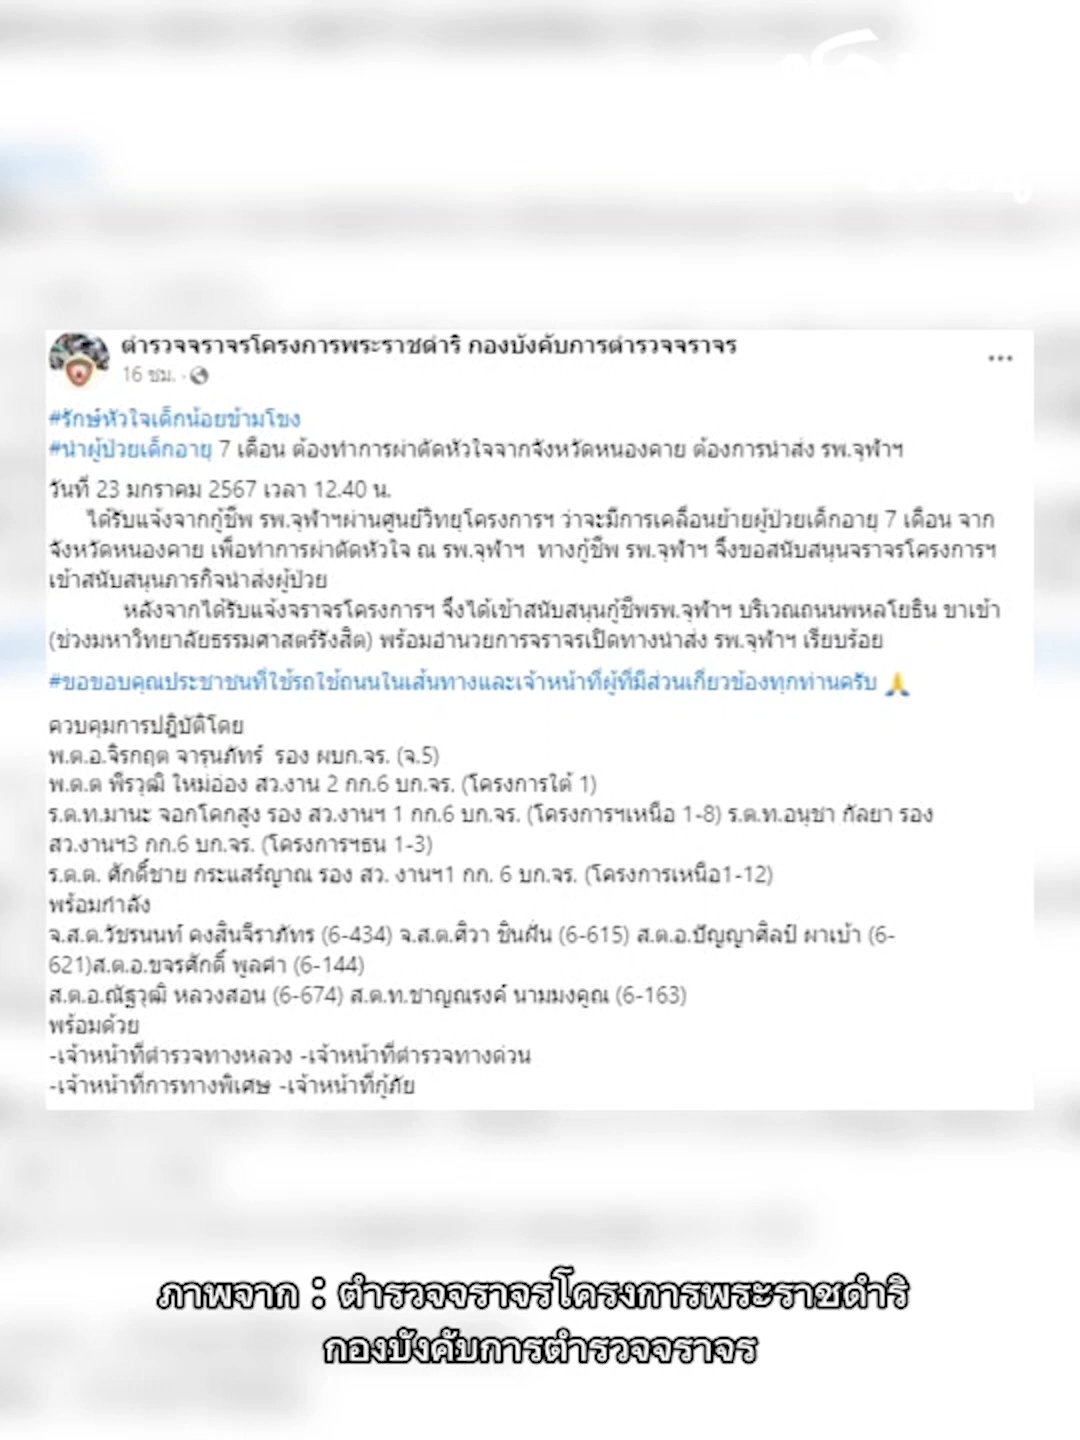 ตำรวจจราจรโครงการพระราชดำริ กองบังคับการตำรวจจราจร
16 ชม.
#รักษ์หัวใจเด็กน้อยข้ามโขง
#นำผู้ป่วยเด็กอายุ 7 เดือน ต้องทำการผ่าตัดหัวใจจากจังหวัดหนองคาย ต้องการนำส่ง รพ.จุฬาฯ
วันที่ 23 มกราคม 2567 เวลา 12.40 น.
ได้รับแจ้งจากกู้ชีพ รพ.จุฬาฯผ่านศูนย์วิทยุโครงการฯ ว่าจะมีการเคลื่อนย้ายผู้ป่วยเด็กอายุ 7 เดือน จาก
จังหวัดหนองคาย เพื่อทำการผ่าตัดหัวใจ ณ รพ.จุฬาฯ ทางกู้ชีพ รพ.จุฬาฯ จึงขอสนับสนุนจราจรโครงการฯ
เข้าสนับสนุนภารกิจนำส่งผู้ป่วย
หลังจากได้รับแจ้งจราจรโครงการฯ จึงได้เข้าสนับสนุนกู้ชีพรพ.จุฬาฯ บริเวณถนนพหลโยธิน ขาเข้า
(ช่วงมหาวิทยาลัยธรรมศาสตร์รังสิต) พร้อมอำนวยการจราจรเปิดทางนำส่ง รพ.จุฬาฯ เรียบร้อย
#ขอขอบคุณประชาชนที่ใช้รถใช้ถนนในเส้นทางและเจ้าหน้าที่ผู้ที่มีส่วนเกี่ยวข้องทุกท่านครับ 🙏
ควบคุมการปฏิบัติโดย
พ.ต.อ.จิรกฤต จารุนภัทร์ รอง ผบก.จร. (จ.5)
พ.ต.ต พีรวุฒิ ใหม่อ่อง สว.งาน 2 กก.6 บก.จร. (โครงการใต้ 1)
ร.ต.ท.มานะ จอกโคกสูง รอง สว.งานฯ 1 กก.6 บก.จร. (โครงการฯเหนือ 1-8) ร.ต.ท.อนุชา กัลยา รอง
สว.งานฯ3 กก.6 บก.จร. (โครงการฯธน 1-3)
ร.ต.ต. ศักดิ์ชาย กระแสร์ญาณ รอง สว. งานฯ1 กก. 6 บก.จร. (โครงการเหนือ1-12)
พร้อมกำลัง
จ.ส.ต.วัชรนนท์ คงสินจีราภัทร (6-434) จ.ส.ต.ศิวา ชินฝั่น (6-615) ส.ต.อ.ปัญญาศิลป์ ผาเบ้า (6-
621)ส.ต.อ.ขจรศักดิ์ พูลคำ (6-144)
ส.ต.อ.ณัฐวุฒิ หลวงสอน (6-674) ส.ต.ท.ชาญณรงค์ นามมงคุณ (6-163)
พร้อมด้วย
-เจ้าหน้าที่ตำรวจทางหลวง -เจ้าหน้าที่ตำรวจทางด่วน
-เจ้าหน้าที่การทางพิเศษ -เจ้าหน้าที่กู้ภัย
ภาพจาก : ตำรวจจราจรโครงการพระราชดำริ
กองบังคับการตำรวจจราจร